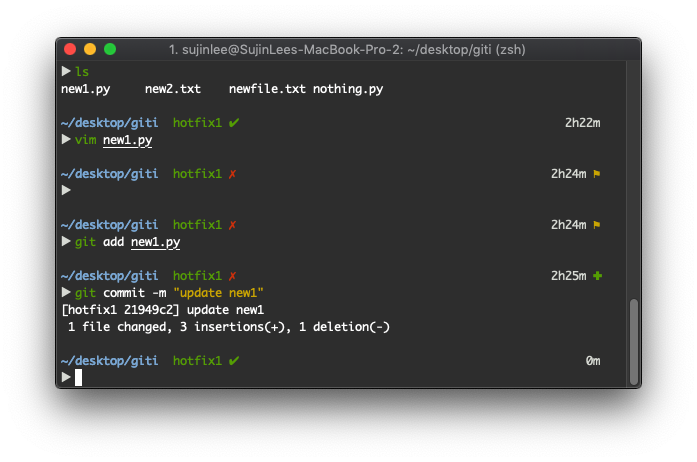 1. sujinlee@SujinLees-MacBook-Pro-2: ~/desktop/giti (zsh)
▶ ls
new1.py new2.txt newfile.txt nothing.py
~/desktop/giti hotfix1 ✔ 2h22m
▶ vim new1.py
~/desktop/giti hotfix1 ✗ 2h24m ⚑
▶
~/desktop/giti hotfix1 ✗ 2h24m ⚑
▶ git add new1.py
~/desktop/giti hotfix1 ✗ 2h25m ✚
▶ git commit -m "update new1"
[hotfix1 21949c2] update new1
1 file changed, 3 insertions(+), 1 deletion(-)
~/desktop/giti hotfix1 ✔ 0m
▶